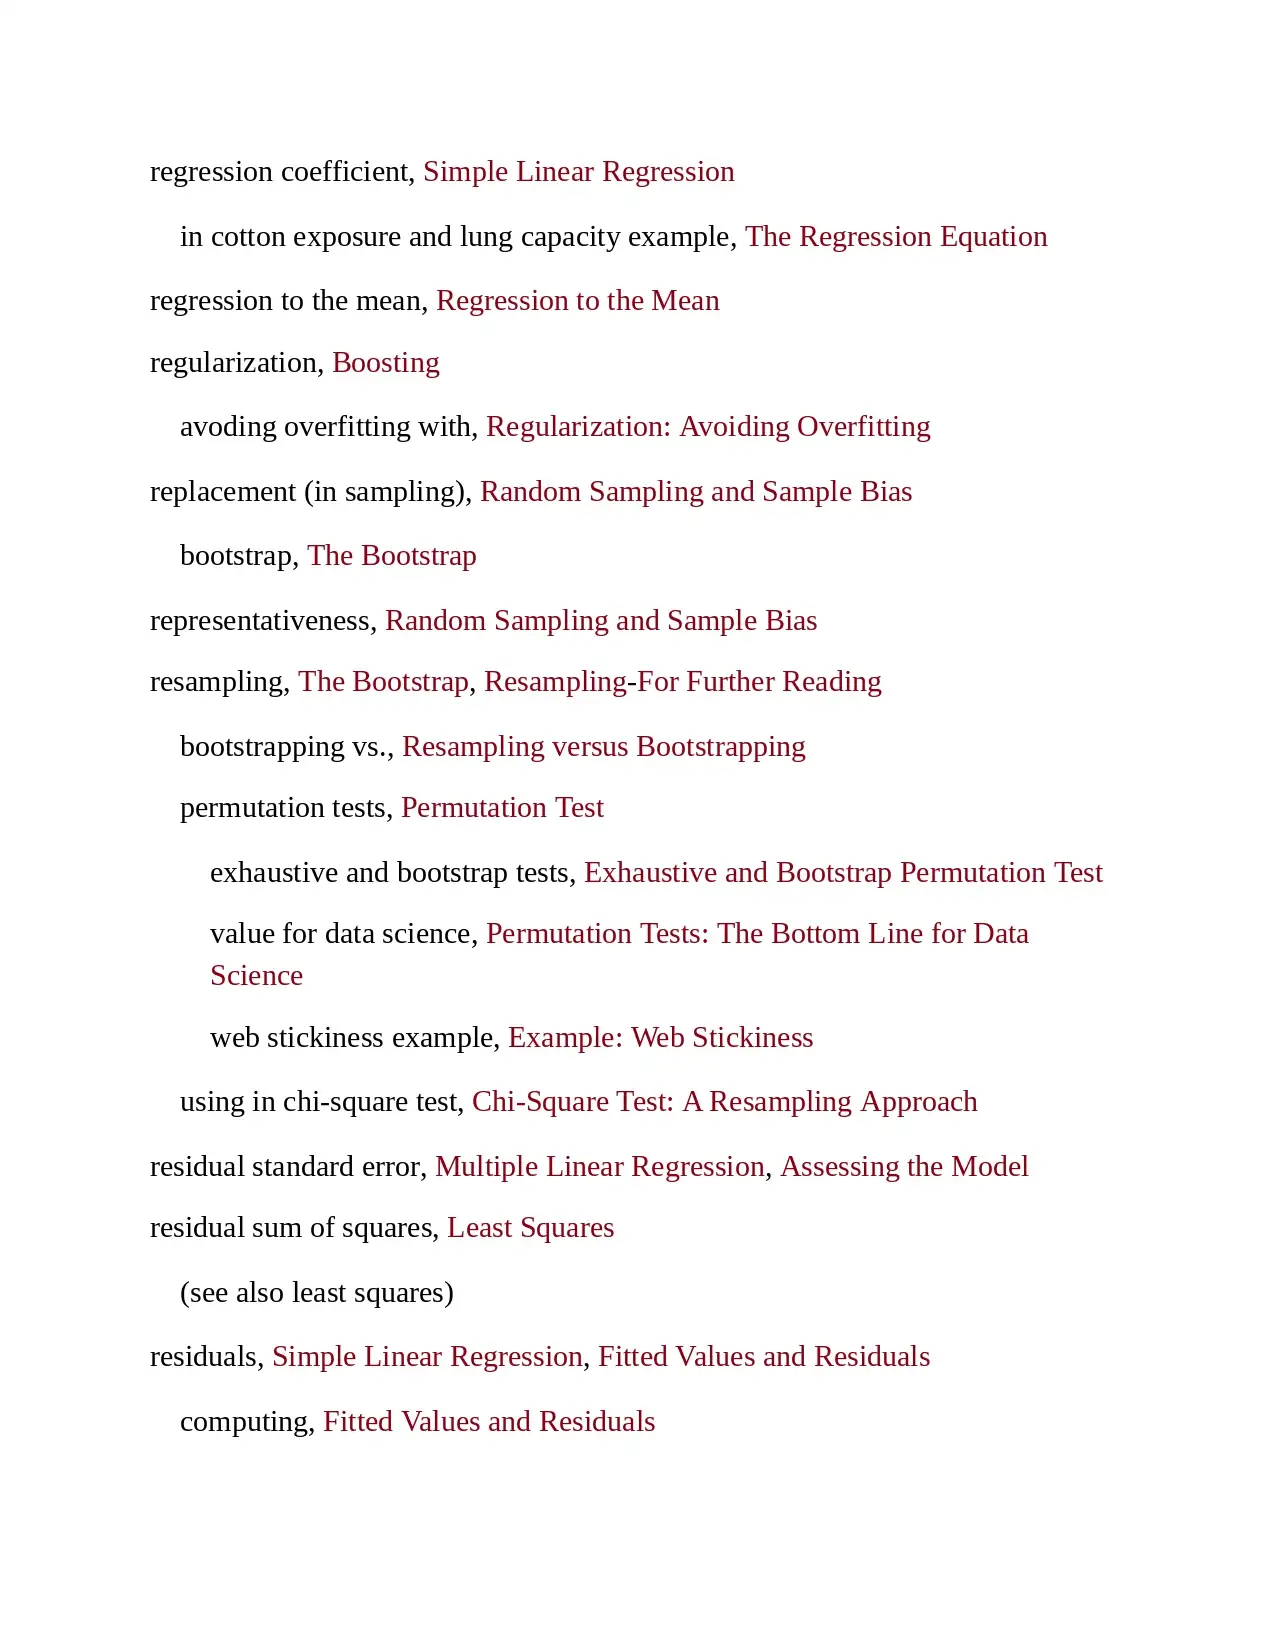 regression coefficient, Simple Linear Regression
in cotton exposure and lung capacity example, The Regression Equation
regression to the mean, Regression to the Mean
regularization, Boosting
avoding overfitting with, Regularization: Avoiding Overfitting
replacement (in sampling), Random Sampling and Sample Bias
bootstrap, The Bootstrap
representativeness, Random Sampling and Sample Bias
resampling, The Bootstrap, Resampling-For Further Reading
bootstrapping vs., Resampling versus Bootstrapping
permutation tests, Permutation Test
exhaustive and bootstrap tests, Exhaustive and Bootstrap Permutation Test
value for data science, Permutation Tests: The Bottom Line for Data
Science
web stickiness example, Example: Web Stickiness
using in chi-square test, Chi-Square Test: A Resampling Approach
residual standard error, Multiple Linear Regression, Assessing the Model
residual sum of squares, Least Squares
(see also least squares)
residuals, Simple Linear Regression, Fitted Values and Residuals
computing, Fitted Values and Residuals